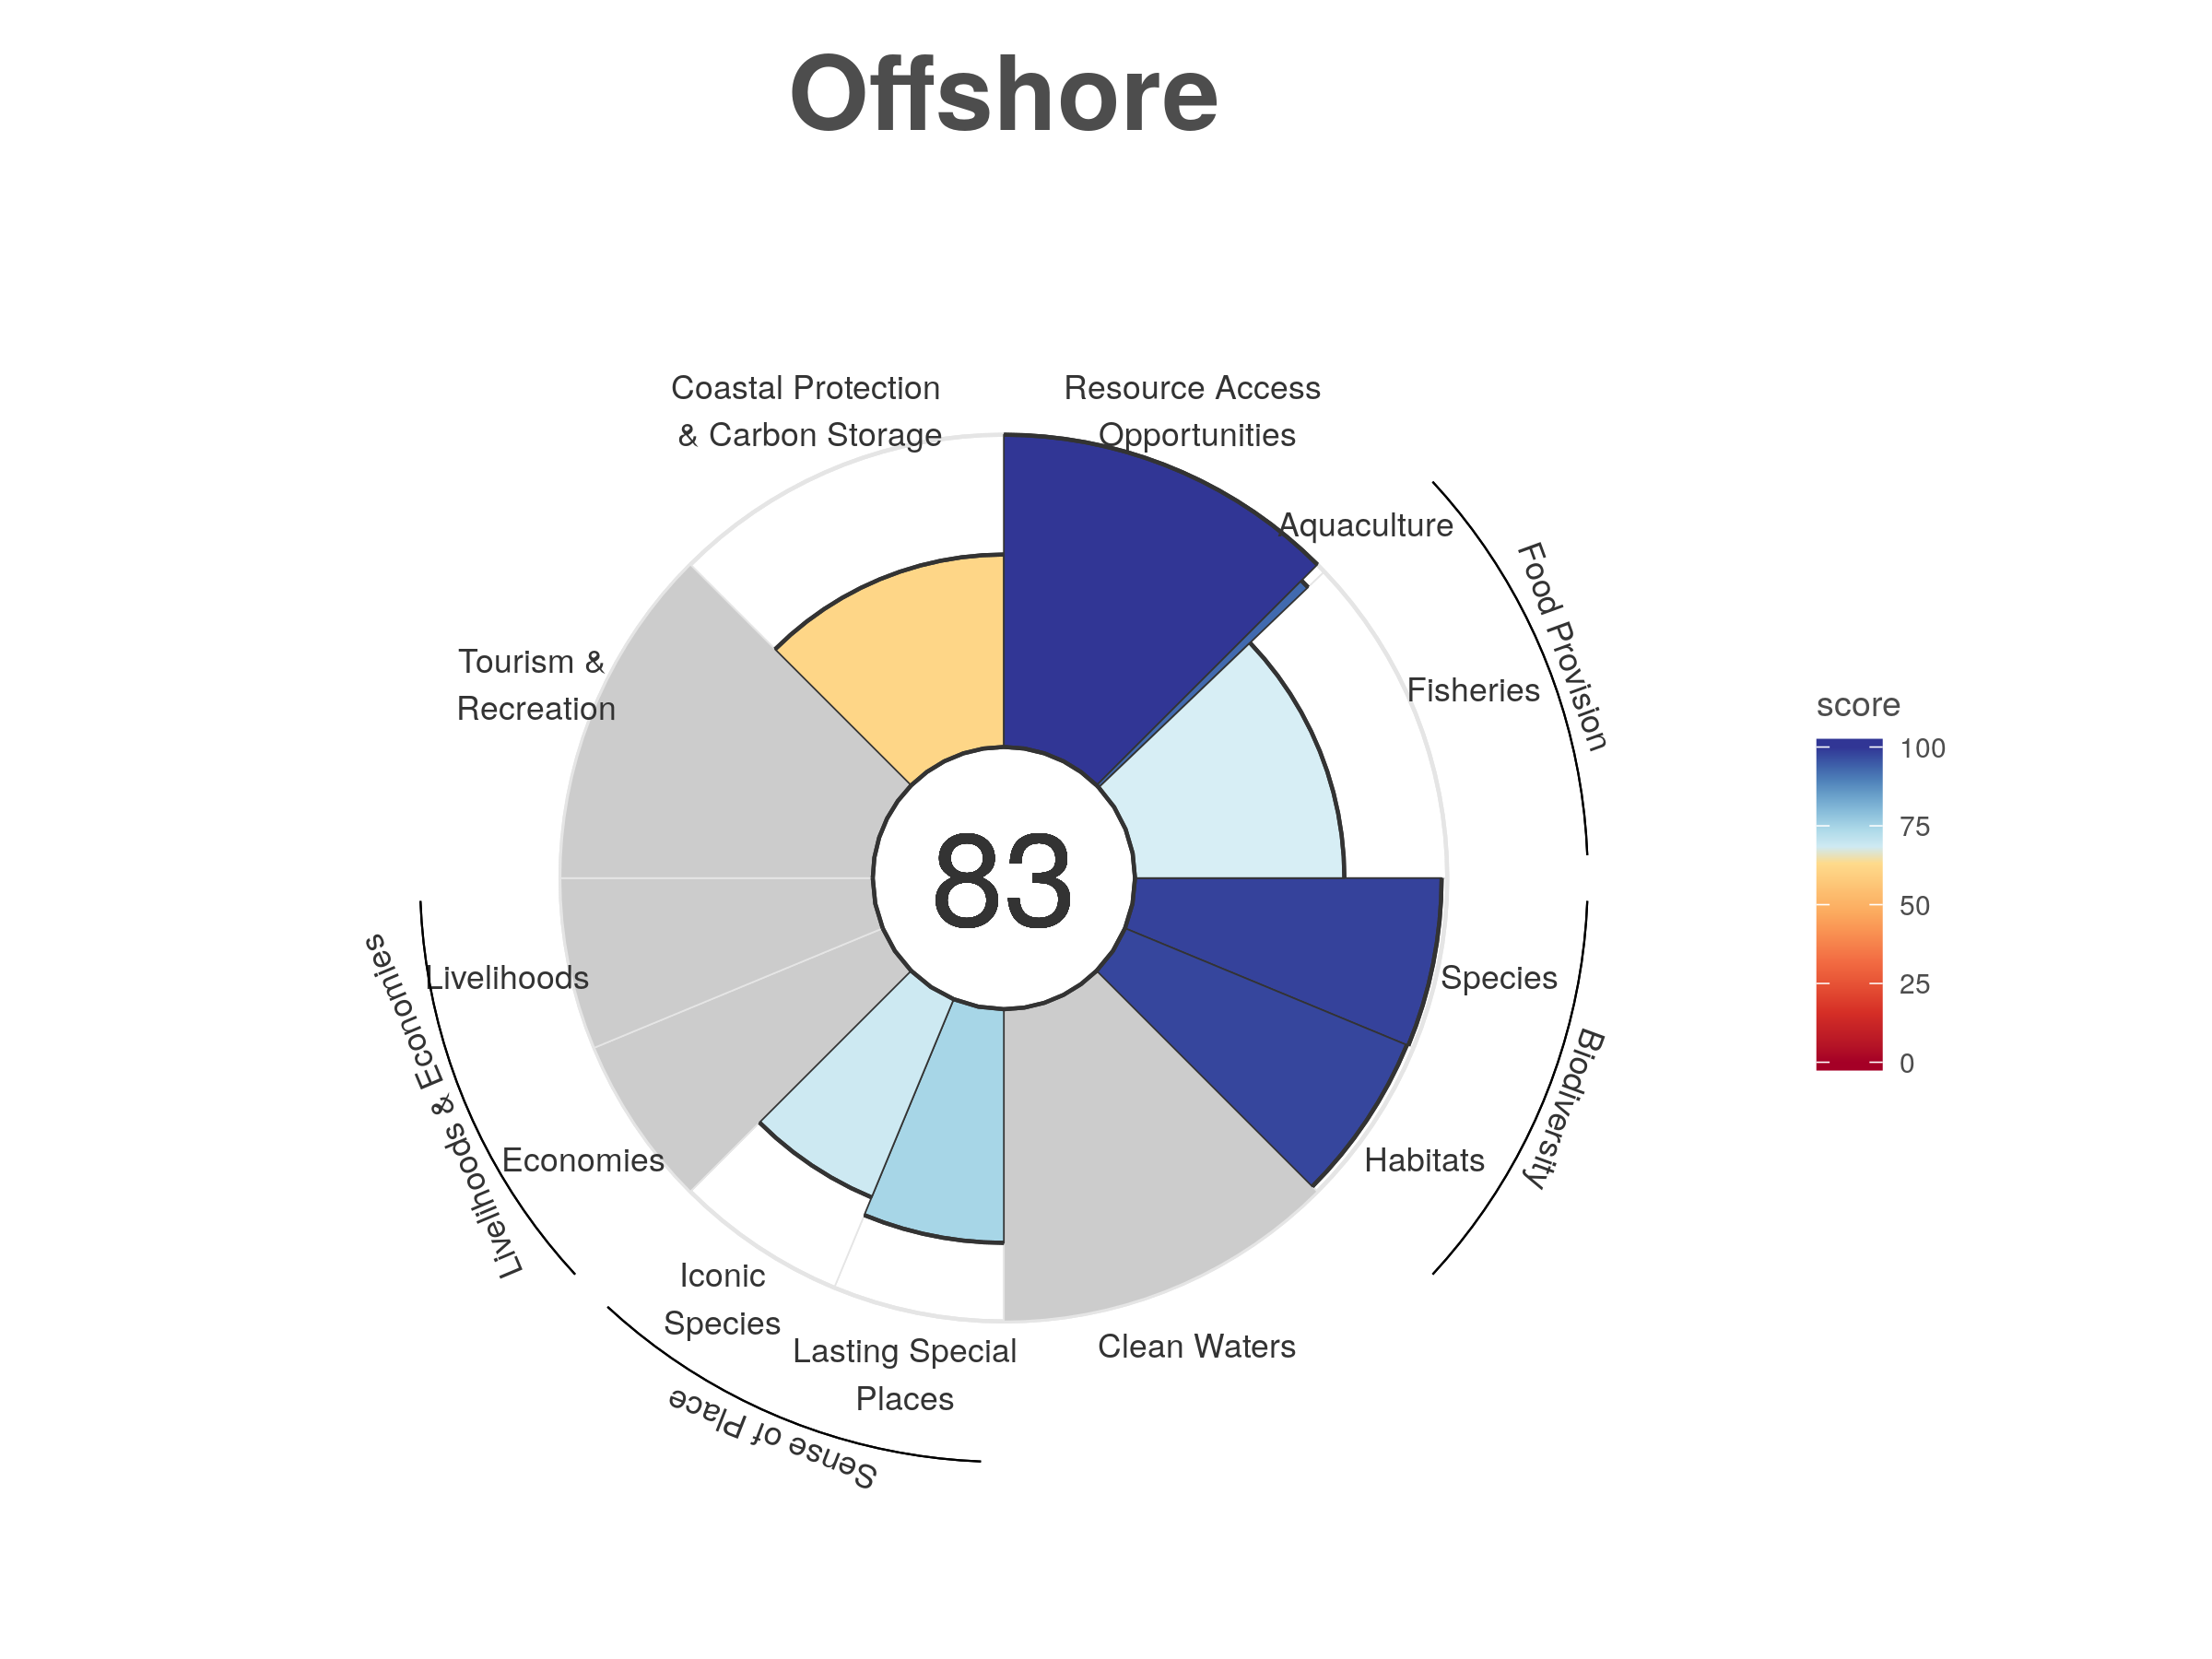 Offshore
Coastal Protection
& Carbon Storage
Resource Access
Opportunities
Aquaculture
Food Provision
Fisheries
Tourism &
Recreation
score
100
75
50
25
0
83
Livelihoods
Species
Livelihoods & Economies
Biodiversity
Economies
Habitats
Iconic
Species
Lasting Special
Places
Clean Waters
Sense of Place